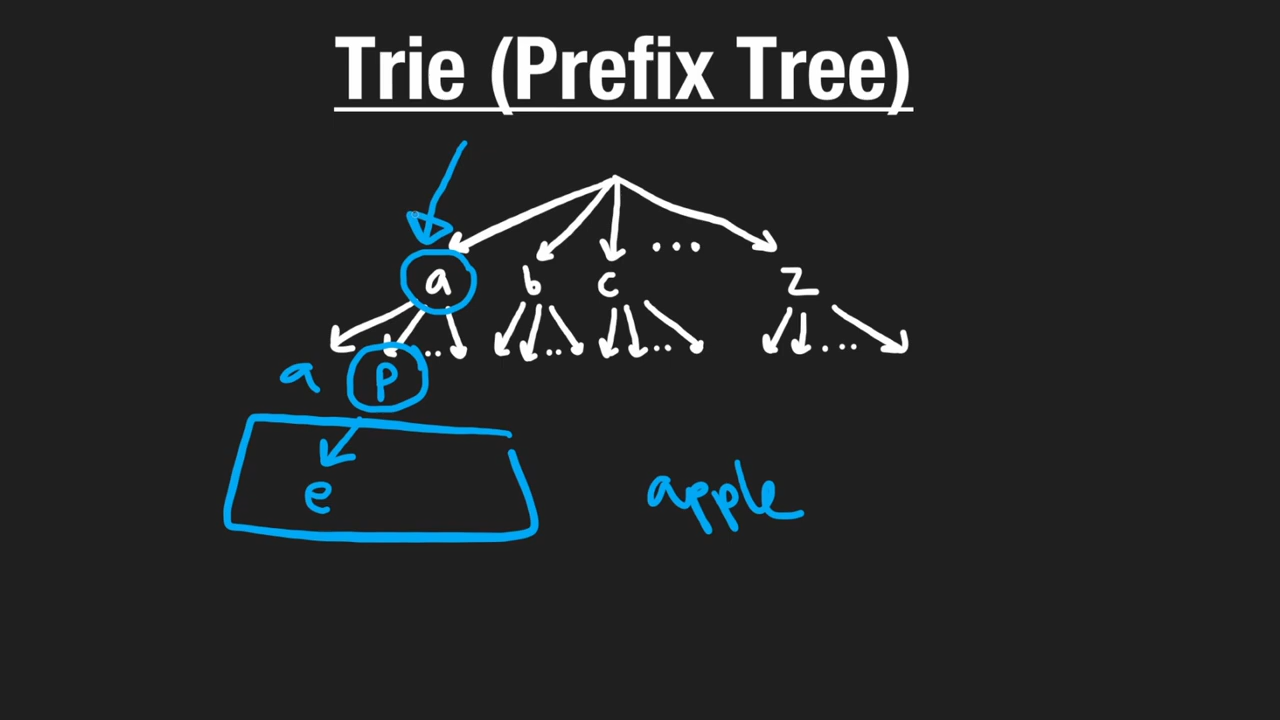 Trie (Prefix Tree)
a b c ... z
.. .. .. ...
a p
e apple